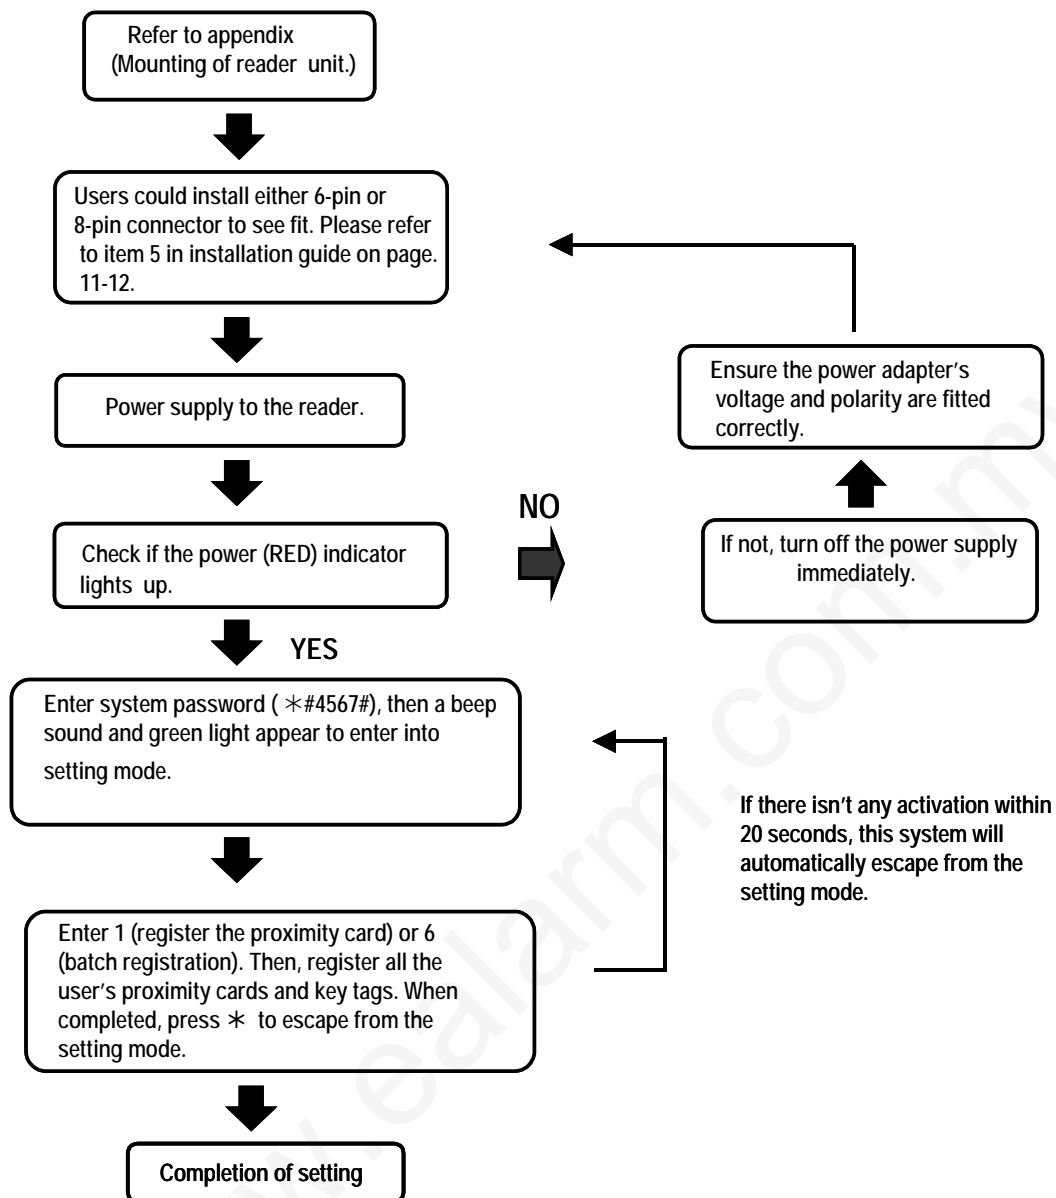 Refer to appendix
(Mounting of reader unit.)
Users could install either 6-pin or
8-pin connector to see fit. Please refer
to item 5 in installation guide on page.
11-12.
Power supply to the reader.
Check if the power (RED) indicator
lights up.
NO
If not, turn off the power supply
immediately.
Ensure the power adapter's
voltage and polarity are fitted
correctly.
YES
Enter system password ( *#4567#), then a beep
sound and green light appear to enter into
setting mode.
If there isn't any activation within
20 seconds, this system will
automatically escape from the
setting mode.
Enter 1 (register the proximity card) or 6
(batch registration). Then, register all the
user's proximity cards and key tags. When
completed, press * to escape from the
setting mode.
Completion of setting
www.ealarm.com.my